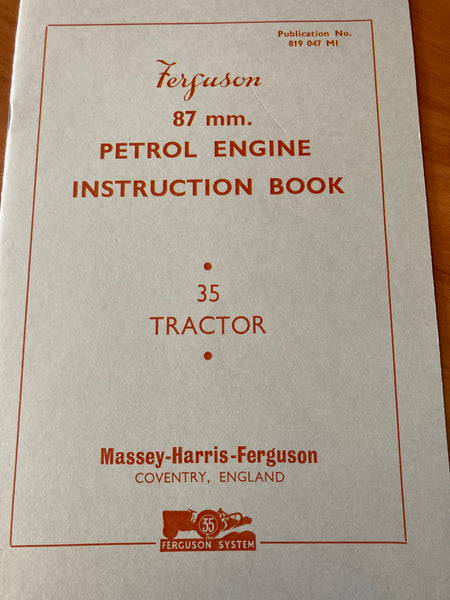 Publication No.
819 047 M1
Ferguson
87 mm.
PETROL ENGINE
INSTRUCTION BOOK
35
TRACTOR
Massey-Harris-Ferguson
COVENTRY, ENGLAND
35
The
FERGUSON SYSTEM